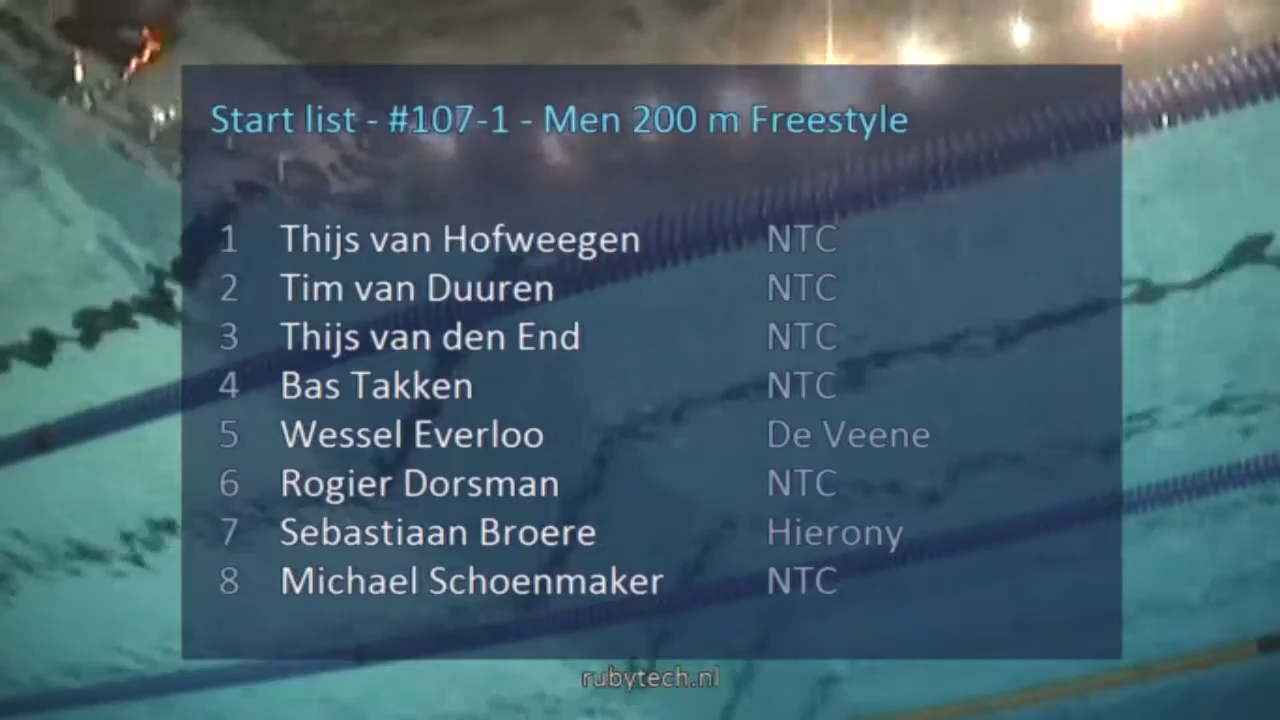 Start list - #107-1 - Men 200 m Freestyle
1 Thijs van Hofweegen NTC
2 Tim van Duuren NTC
3 Thijs van den End NTC
4 Bas Takken NTC
5 Wessel Everloo De Veene
6 Rogier Dorsman NTC
7 Sebastiaan Broere Hierony
8 Michael Schoenmaker NTC
rubytech.nl